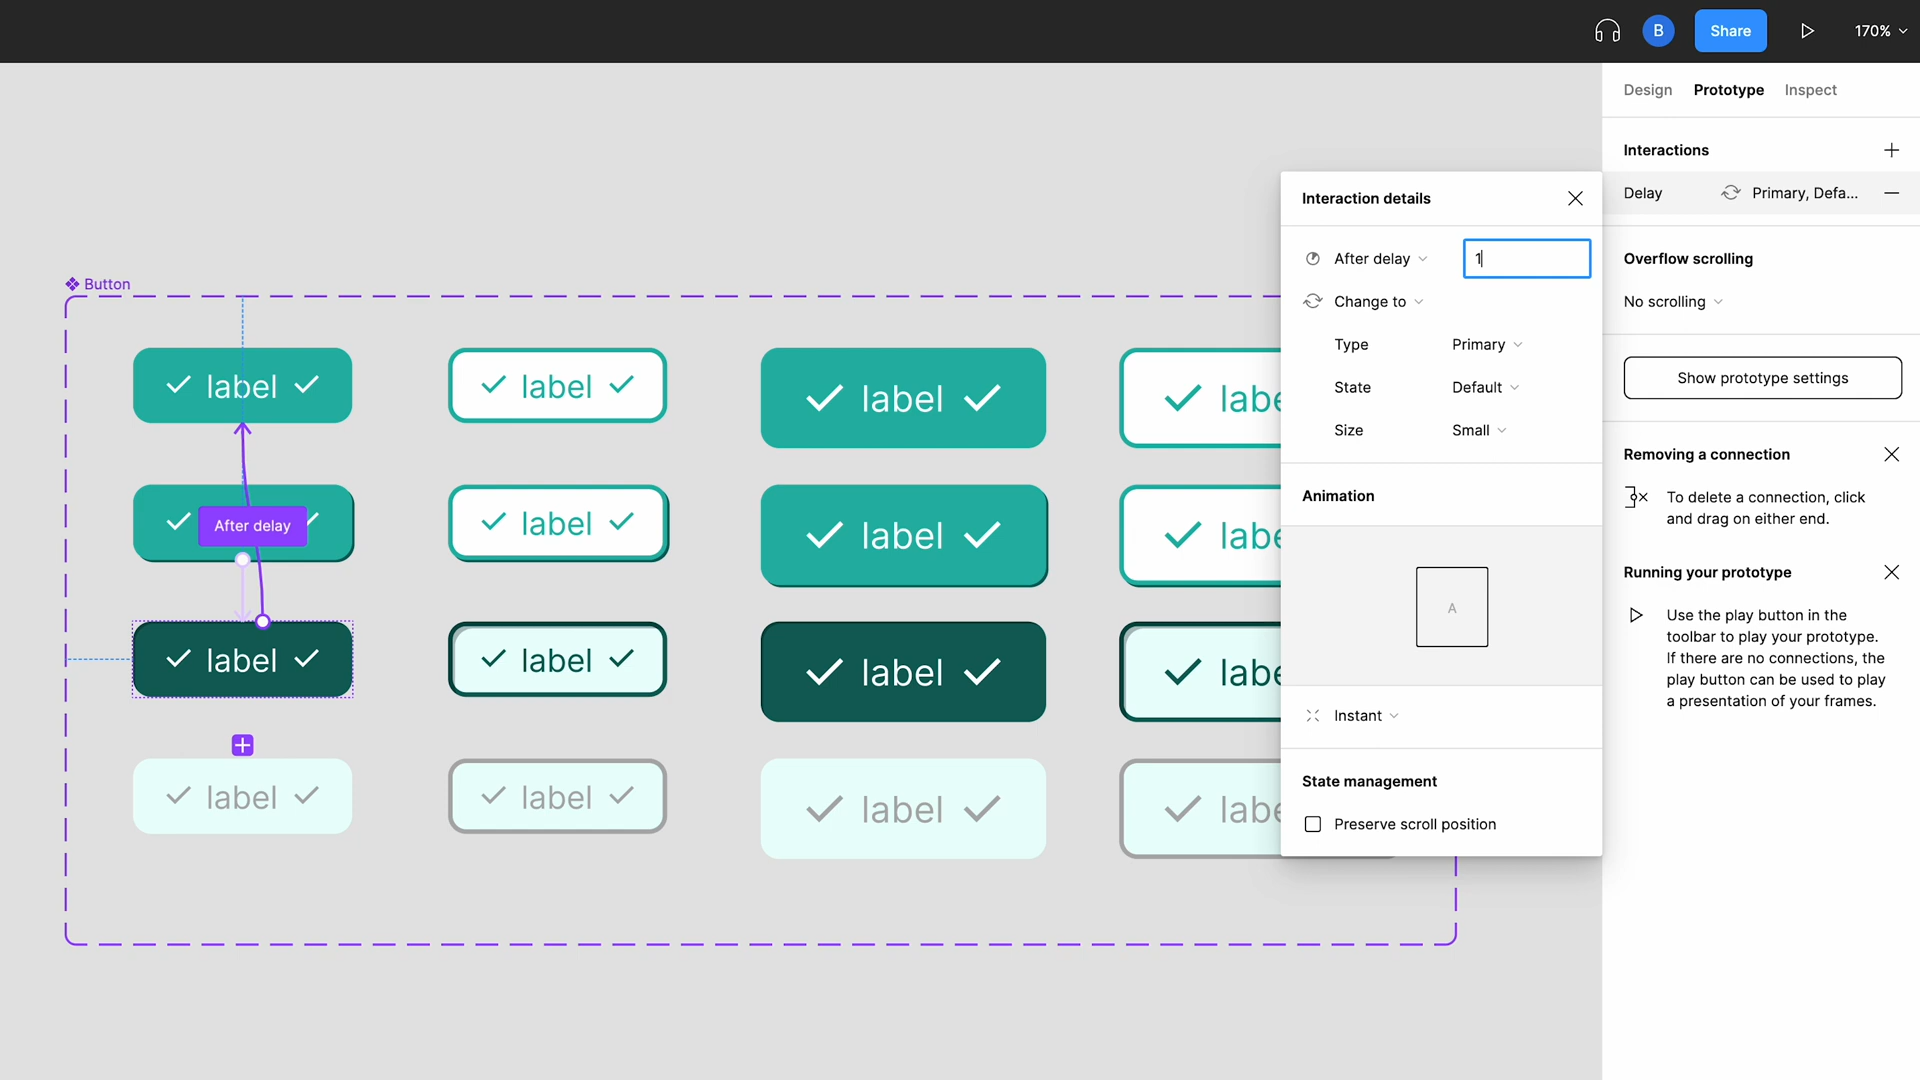 B
Share
170%
Design
Prototype
Inspect
Interactions
Delay
Primary, Defa...
Interaction details
After delay
1
Overflow scrolling
Button
Change to
No scrolling
Type
Primary
label
label
label
labe
Show prototype settings
State
Default
Size
Small
Removing a connection
To delete a connection, click
and drag on either end.
Animation
After delay
label
label
labe
Running your prototype
A
Use the play button in the
toolbar to play your prototype.
If there are no connections, the
play button can be used to play
a presentation of your frames.
label
label
label
labe
Instant
State management
label
label
label
labe
Preserve scroll position